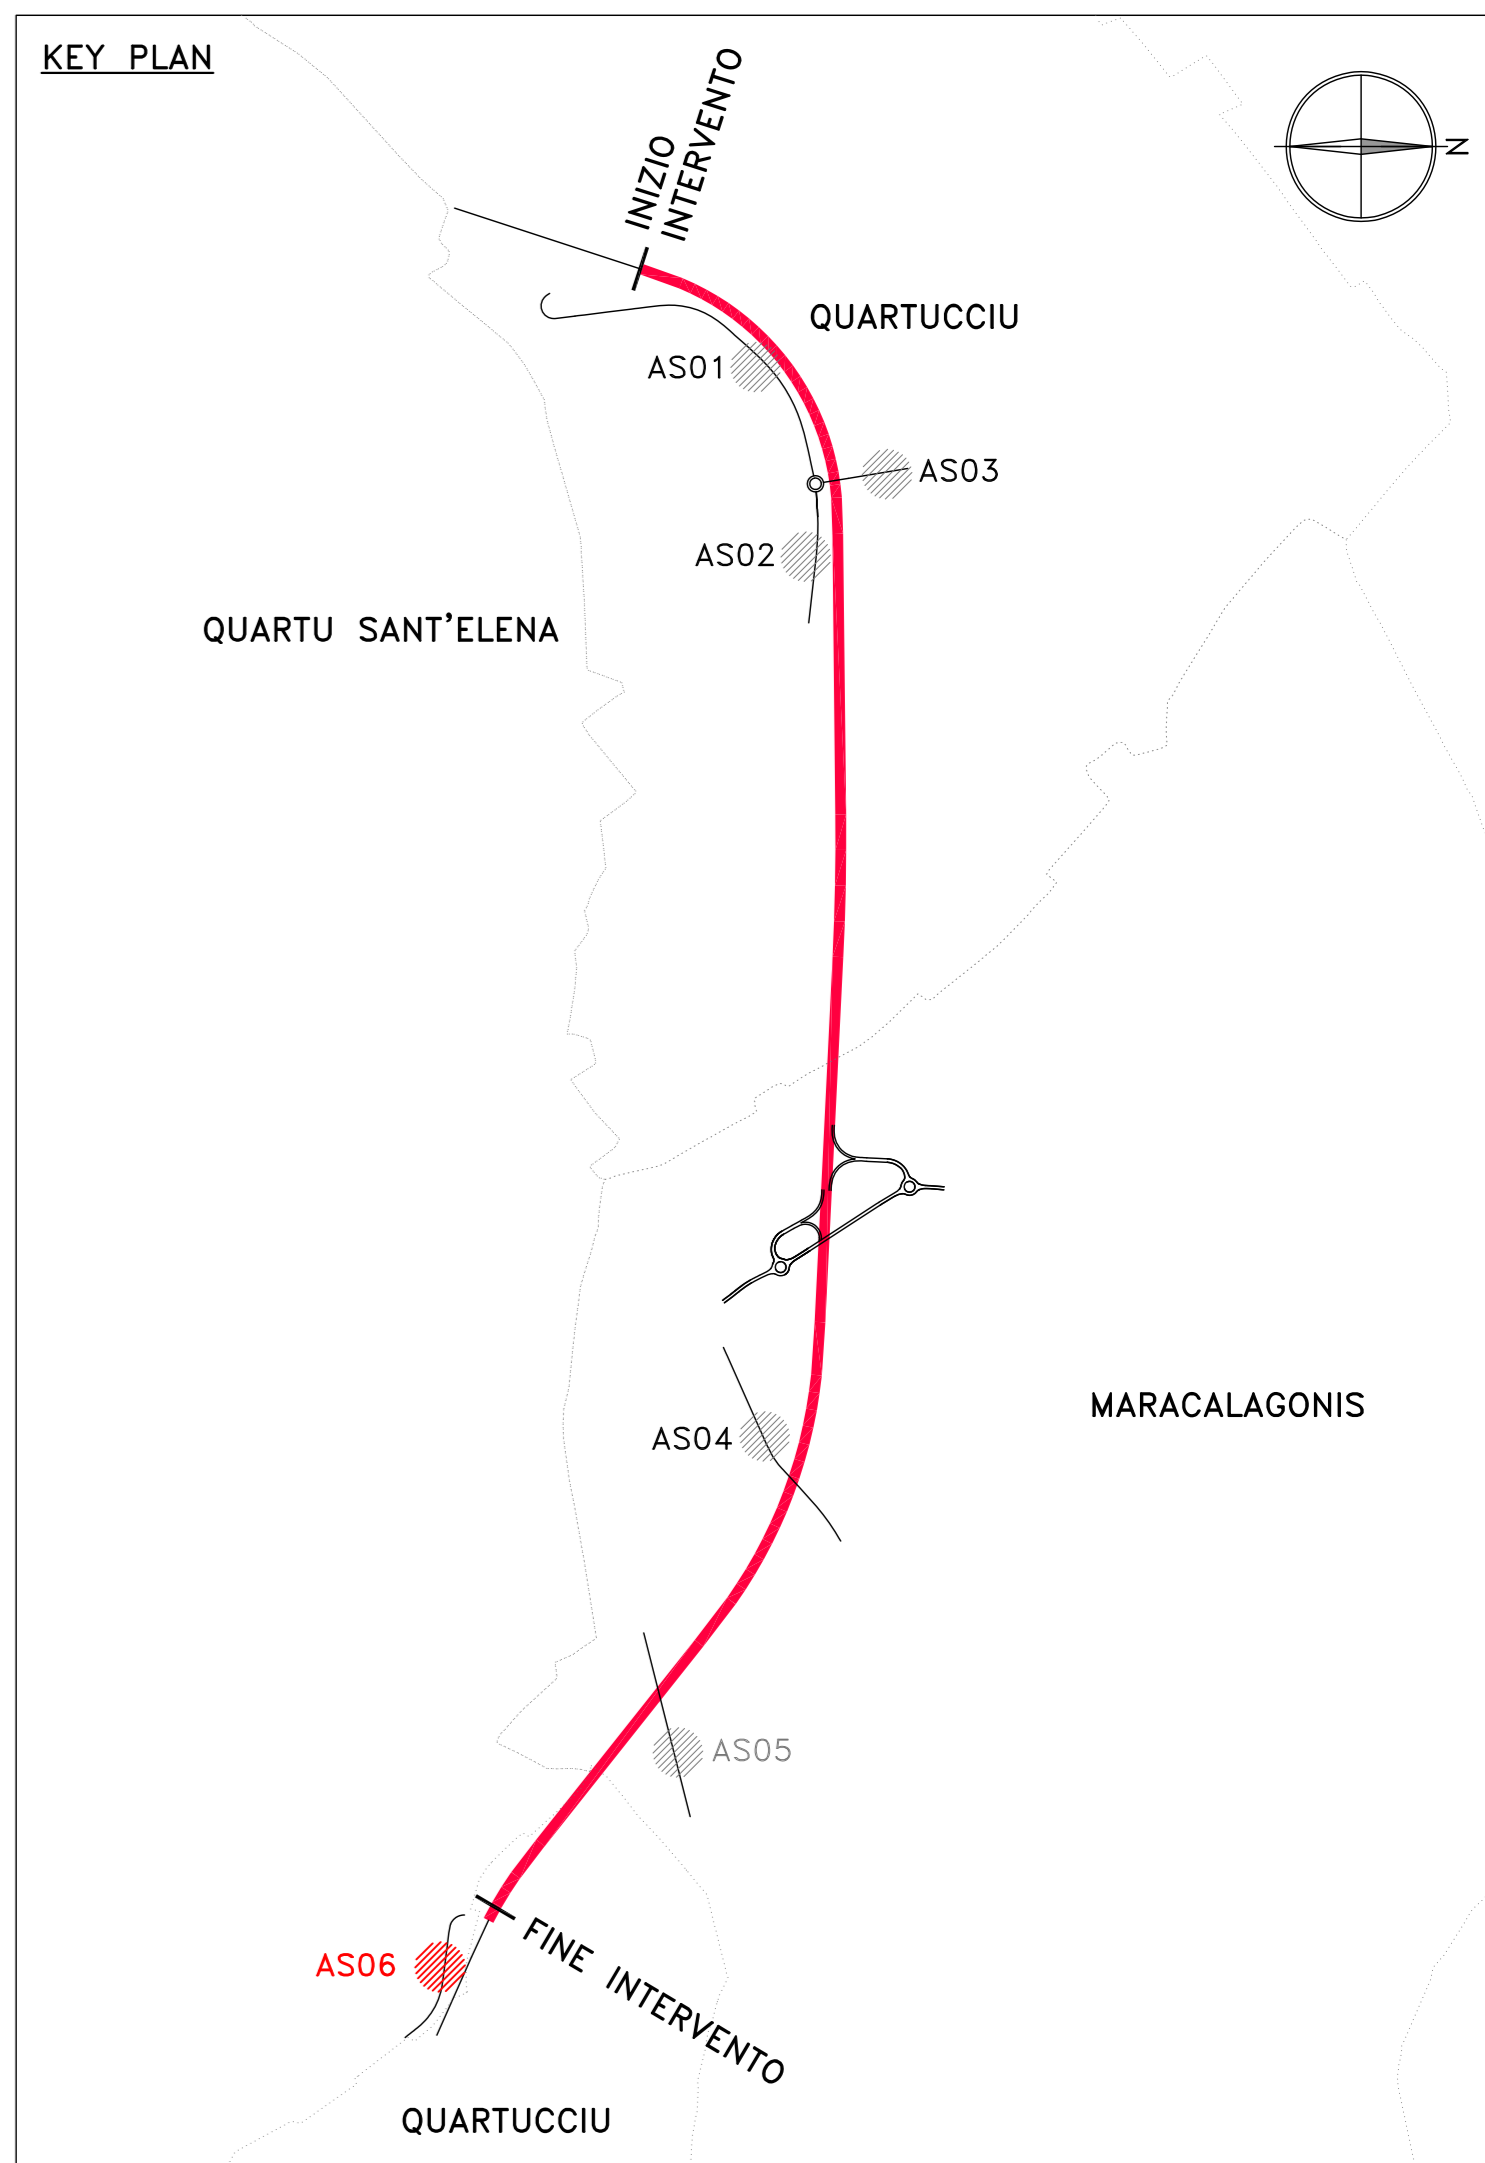 KEY PLAN
INIZIO
INTERVENTO
N
QUARTUCCIU
AS01
AS03
AS02
QUARTU SANT'ELENA
MARACALAGONIS
AS04
AS05
FINE INTERVENTO
AS06
QUARTUCCIU